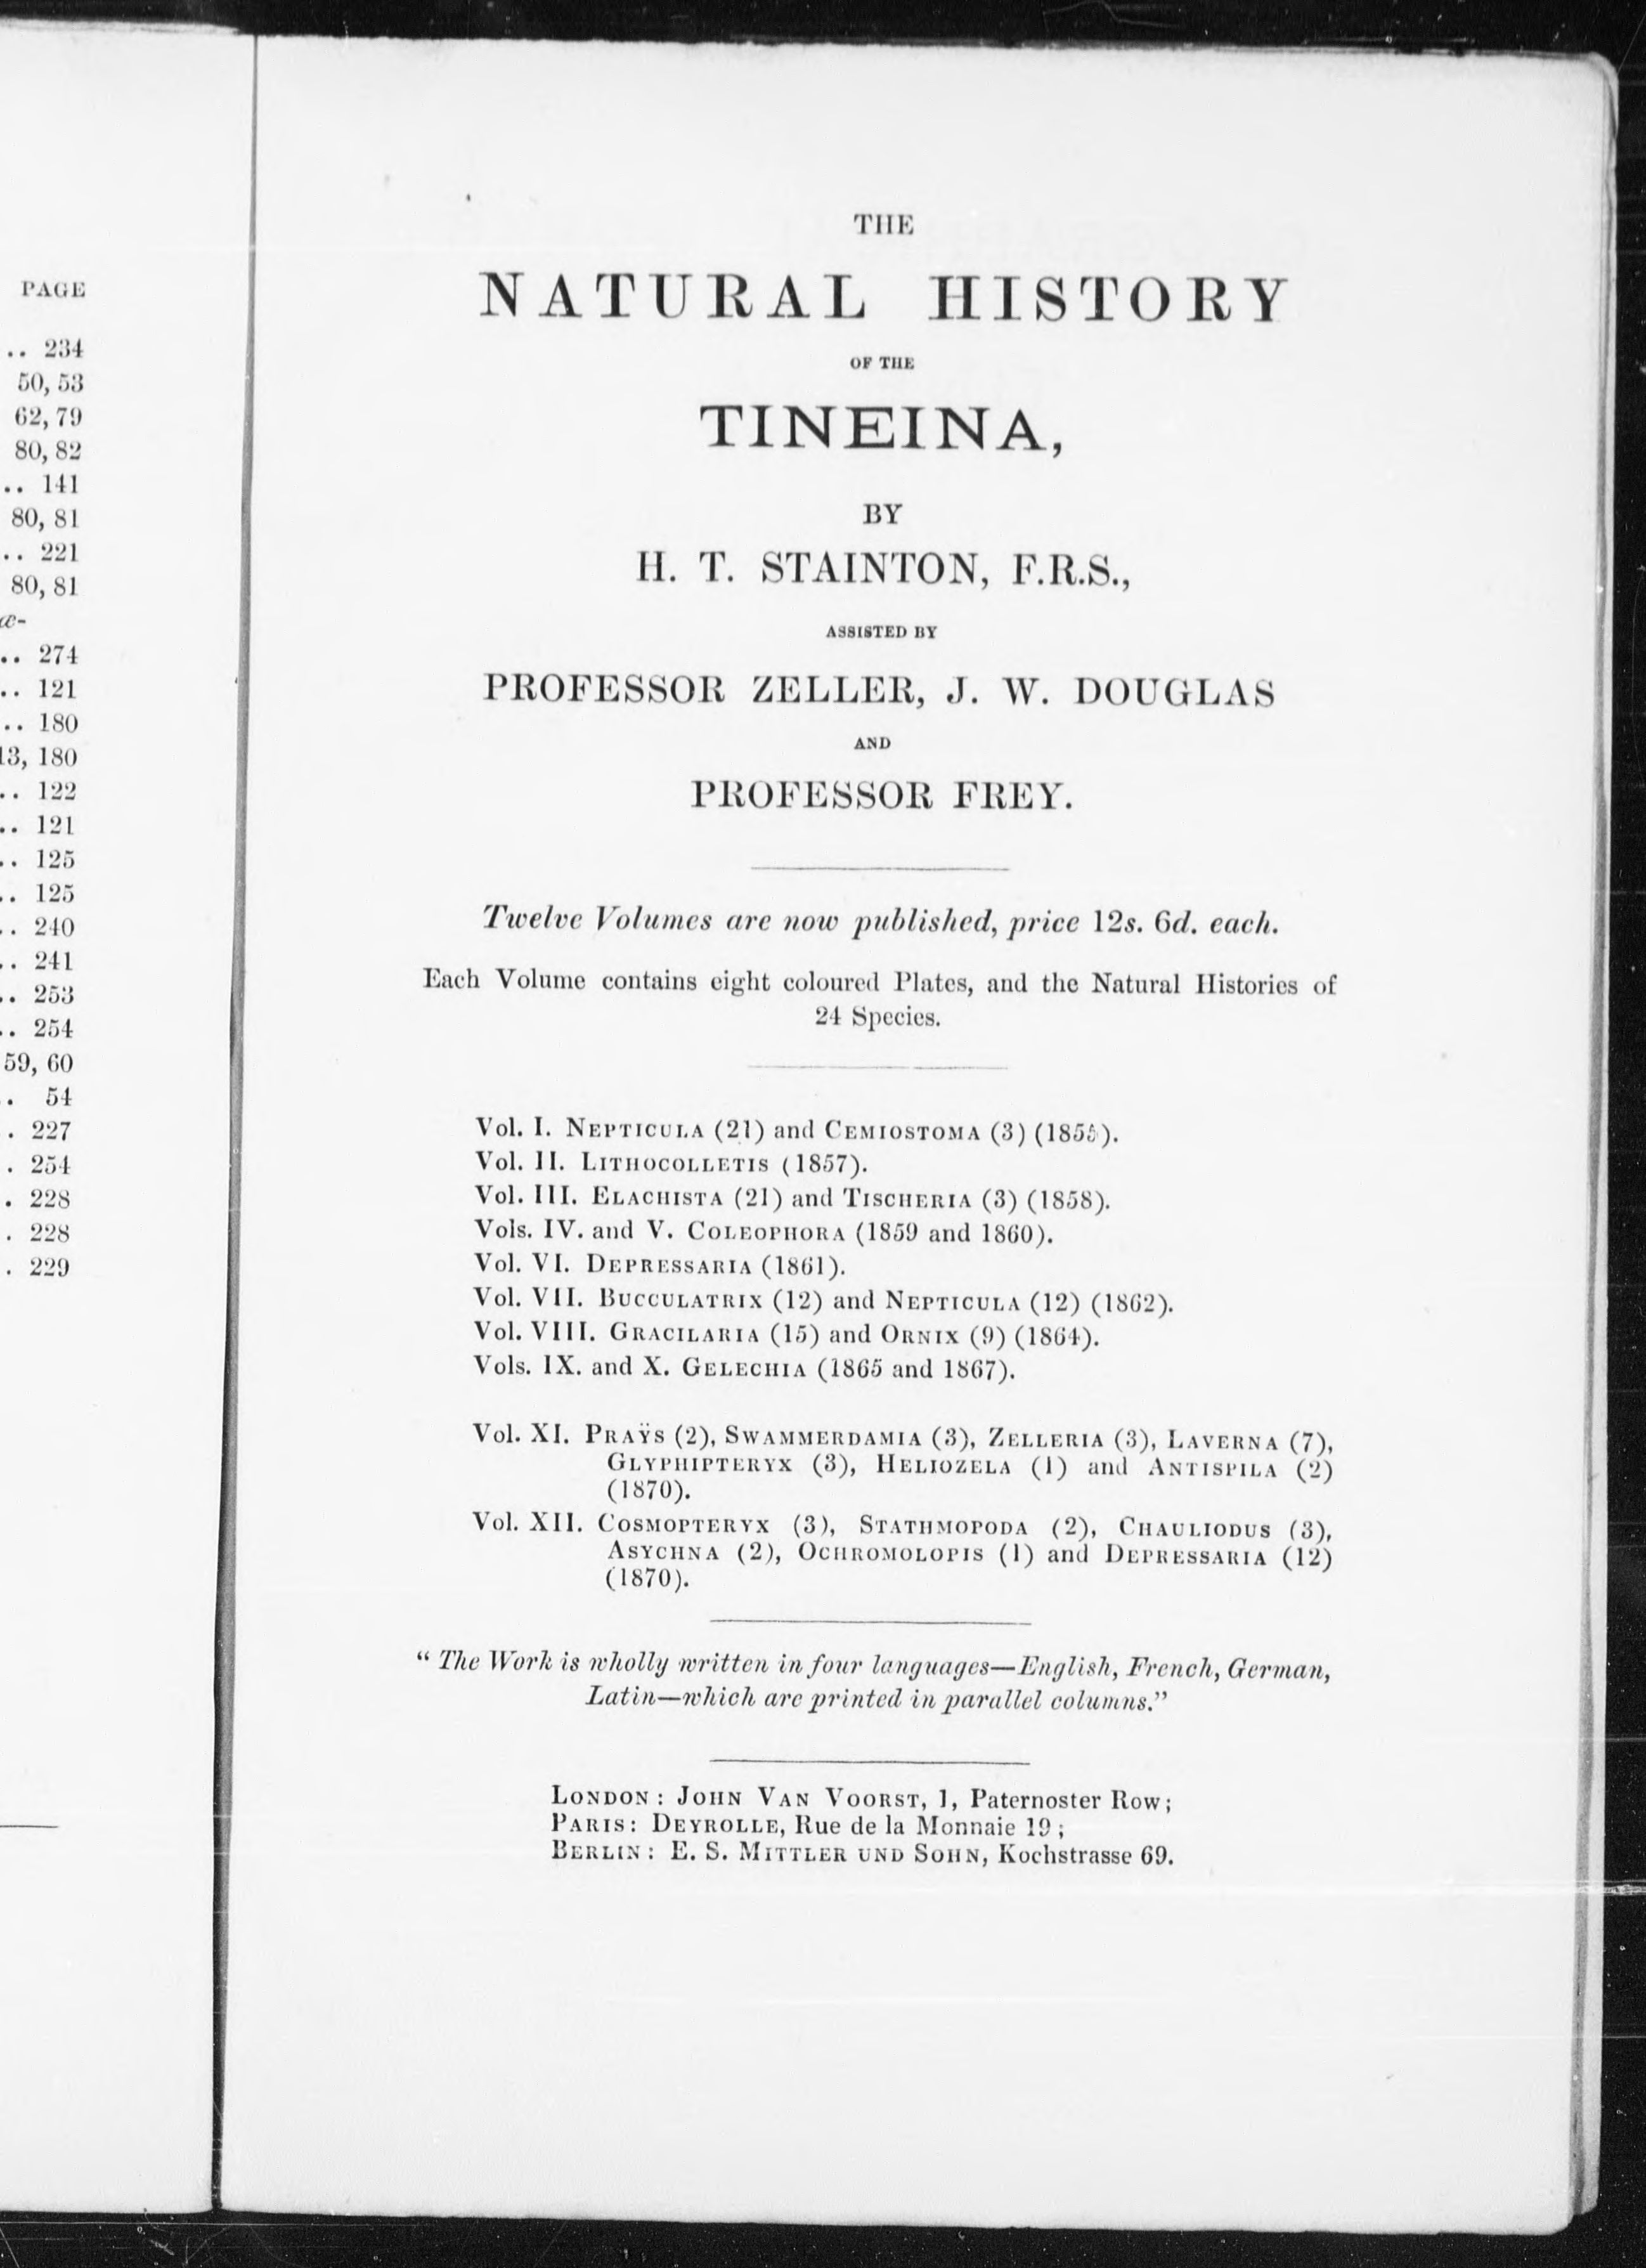 PAGE
.. 234
50, 53
62, 79
80, 82
.. 141
80, 81
.. 221
80, 81
æ-
.. 274
.. 121
.. 180
13, 180
.. 122
.. 121
.. 125
.. 125
.. 240
.. 241
.. 253
.. 254
59, 60
. 54
. 227
. 254
. 228
. 228
. 229
THE
NATURAL HISTORY
OF THE
TINEINA,
BY
H. T. STAINTON, F.R.S.,
ASSISTED BY
PROFESSOR ZELLER, J. W. DOUGLAS
AND
PROFESSOR FREY.
Twelve Volumes are now published, price 12s. 6d. each.
Each Volume contains eight coloured Plates, and the Natural Histories of
24 Species.
Vol. I. NEPTICULA (21) and CEMIOSTOMA (3) (1855).
Vol. II. LITHOCOLLETIS (1857).
Vol. III. ELACHISTA (21) and TISCHERIA (3) (1858).
Vols. IV. and V. COLEOPHORA (1859 and 1860).
Vol. VI. DEPRESSARIA (1861).
Vol. VII. BUCCULATRIX (12) and NEPTICULA (12) (1862).
Vol. VIII. GRACILARIA (15) and ORNIX (9) (1864).
Vols. IX. and X. GELECHIA (1865 and 1867).
Vol. XI. PRAŸS (2), SWAMMERDAMIA (3), ZELLERIA (3), LAVERNA (7),
GLYPHIPTERYX (3), HELIOZELA (1) and ANTISPILA (2)
(1870).
Vol. XII. COSMOPTERYX (3), STATHMOPODA (2), CHAULIODUS (3),
ASYCHNA (2), OCHROMOLOPIS (1) and DEPRESSARIA (12)
(1870).
“ The Work is wholly written in four languages—English, French, German,
Latin—which are printed in parallel columns.”
LONDON : JOHN VAN VOORST, 1, Paternoster Row;
PARIS : DEYROLLE, Rue de la Monnaie 19 ;
BERLIN : E. S. MITTLER UND SOHN, Kochstrasse 69.